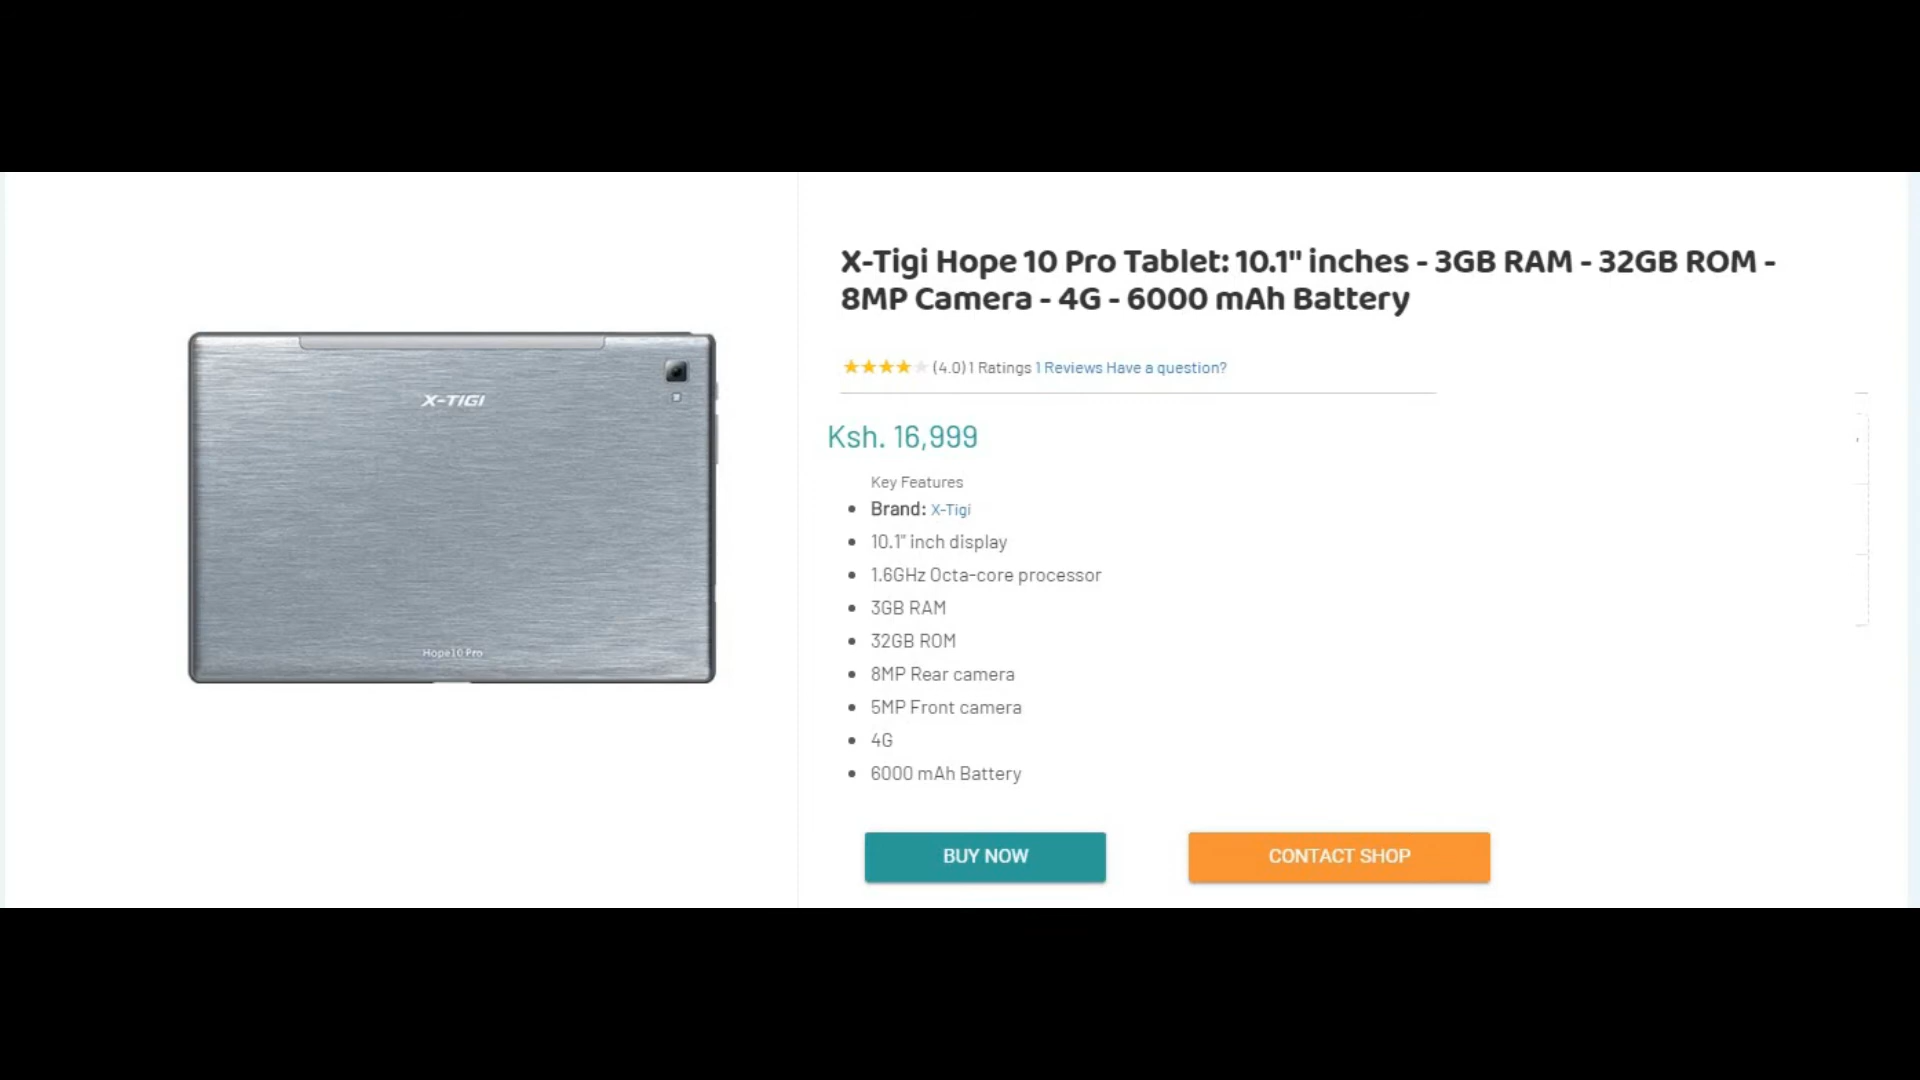 X-TIGI
Hope10 Pro
X-Tigi Hope 10 Pro Tablet: 10.1" inches - 3GB RAM - 32GB ROM -
8MP Camera - 4G - 6000 mAh Battery
(4.0) 1 Ratings 1 Reviews Have a question?
Ksh. 16,999
Key Features
Brand: X-Tigi
10.1" inch display
1.6GHz Octa-core processor
3GB RAM
32GB ROM
8MP Rear camera
5MP Front camera
4G
6000 mAh Battery
BUY NOW
CONTACT SHOP